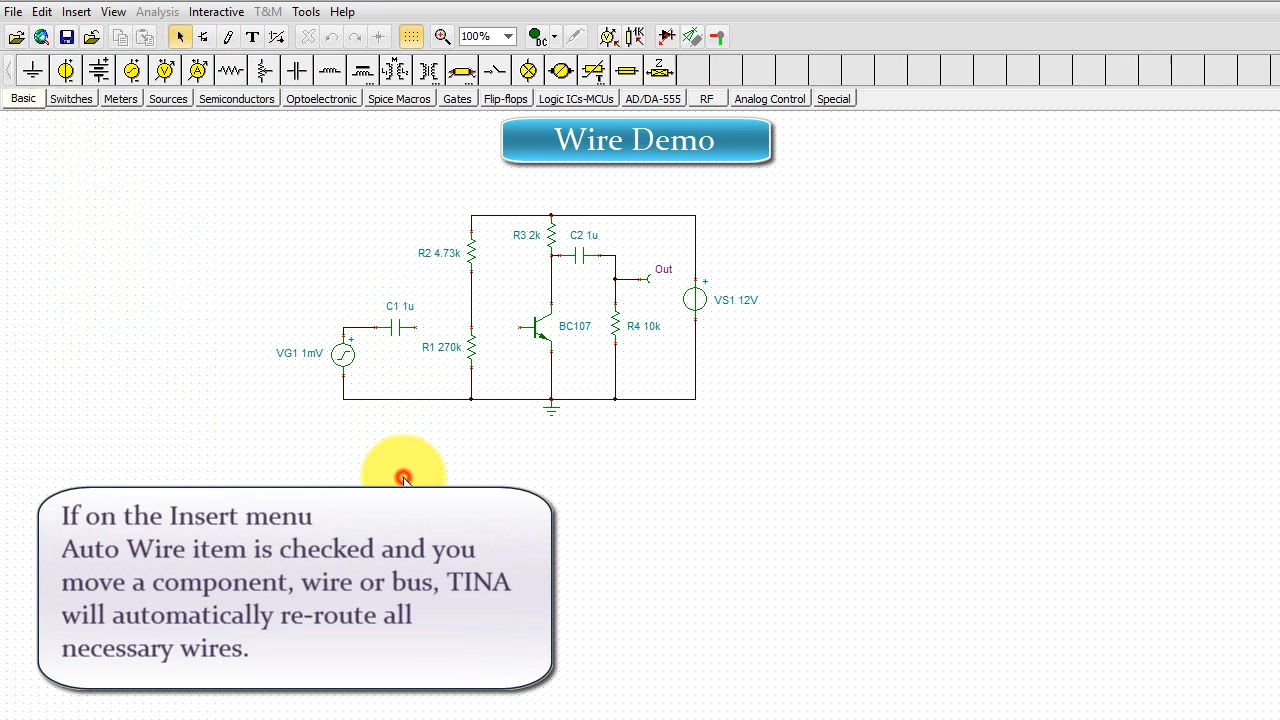 File Edit Insert View Analysis Interactive T&M Tools Help
T 100% DC 1K
Z
Basic Switches Meters Sources Semiconductors Optoelectronic Spice Macros Gates Flip-flops Logic ICs-MCUs AD/DA-555 RF Analog Control Special
Wire Demo
R3 2k C2 1u
R2 4.73k
Out
+
VS1 12V
C1 1u
BC107 R4 10k
+
R1 270k
VG1 1mV
If on the Insert menu
Auto Wire item is checked and you
move a component, wire or bus, TINA
will automatically re-route all
necessary wires.